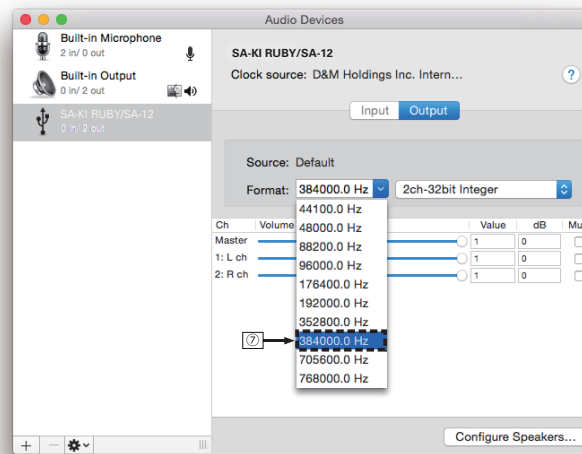 Audio Devices
Built-in Microphone
2 in/ 0 out
Built-in Output
0 in/ 2 out
SA-KI RUBY/SA-12
0 in/ 2 out
SA-KI RUBY/SA-12
Clock source: D&M Holdings Inc. Intern...
?
Input Output
Source: Default
Format: 384000.0 Hz 2ch-32bit Integer
44100.0 Hz
48000.0 Hz
88200.0 Hz
96000.0 Hz
176400.0 Hz
192000.0 Hz
352800.0 Hz
⑦ 384000.0 Hz
705600.0 Hz
768000.0 Hz
Ch Volume Value dB Mu
Master 1 0
1: L ch 1 0
2: R ch 1 0
Configure Speakers...